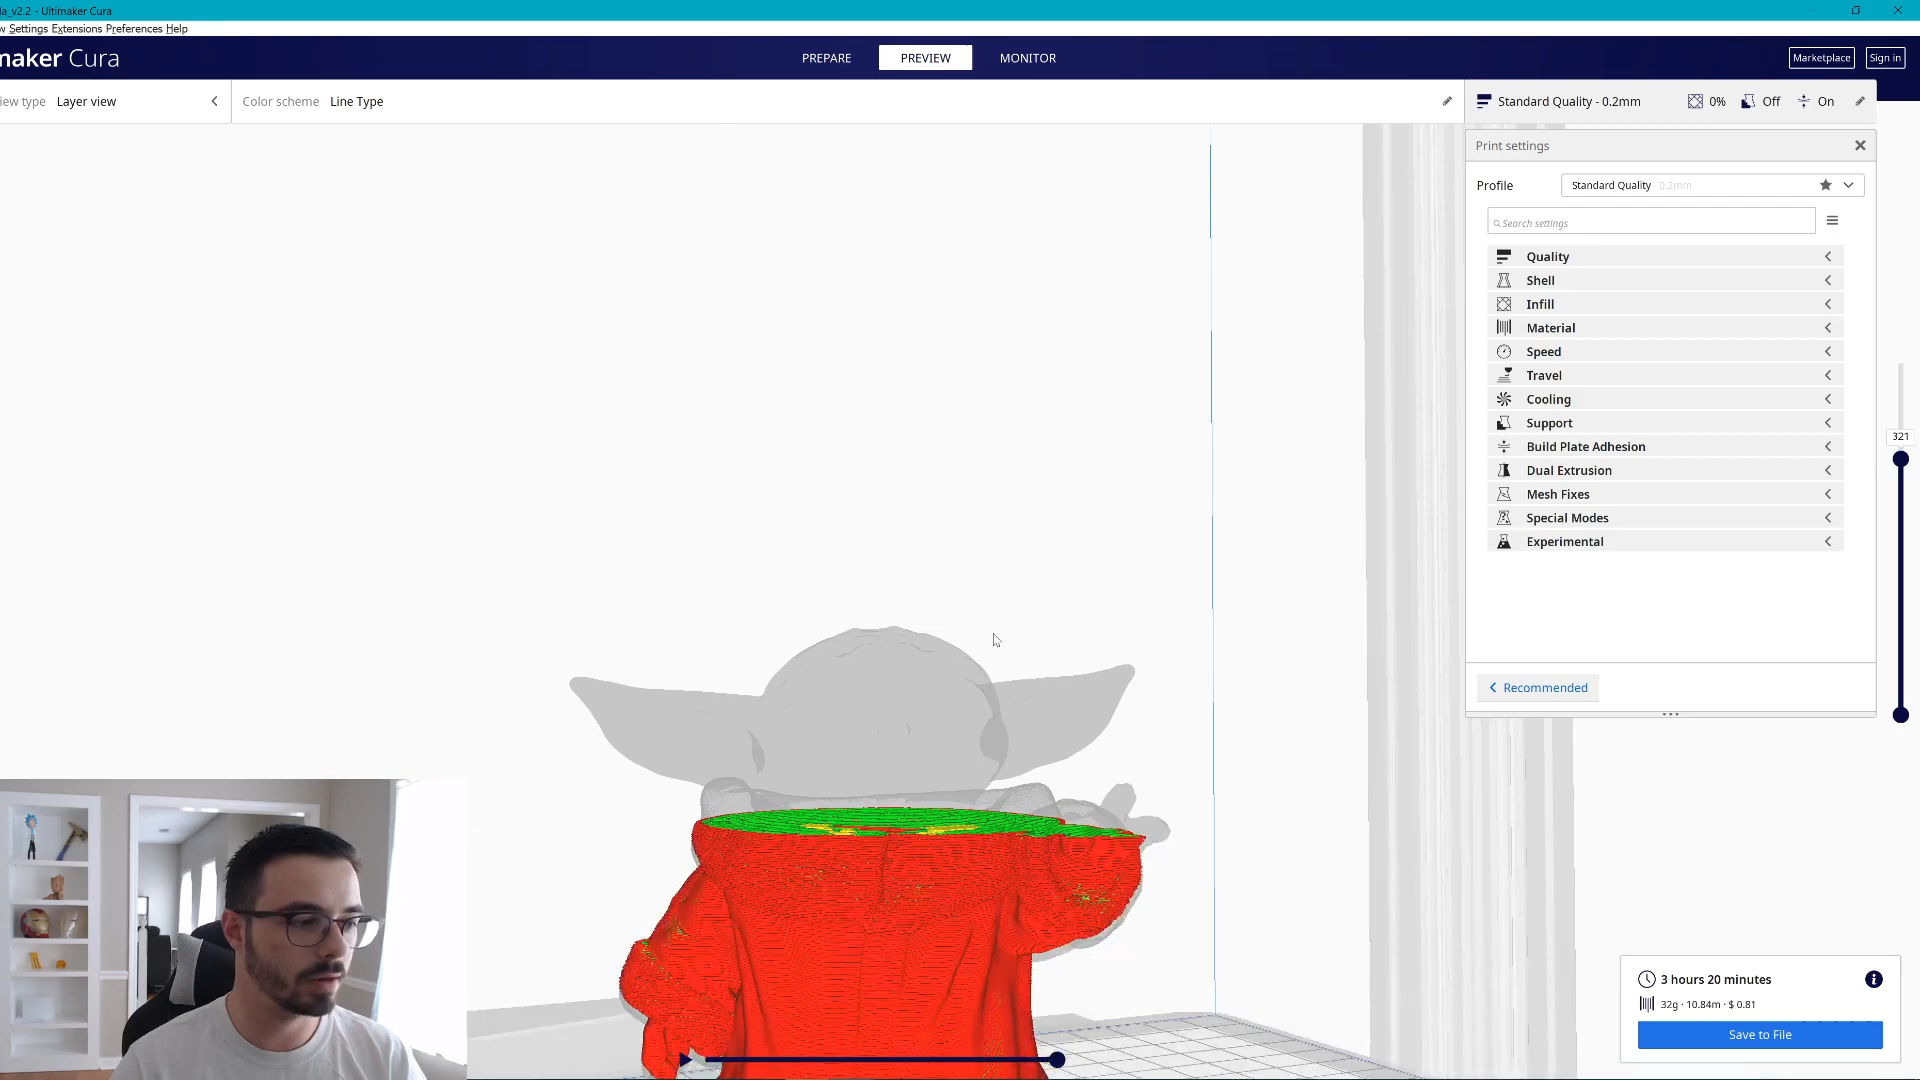 la_v2.2 - Ultimaker Cura
w Settings Extensions Preferences Help
maker Cura
PREPARE PREVIEW MONITOR
Marketplace Sign in
iew type Layer view
Color scheme Line Type
Standard Quality - 0.2mm 0% Off On
Print settings
Profile Standard Quality - 0.2mm
Search settings
Quality
Shell
Infill
Material
Speed
Travel
Cooling
Support
Build Plate Adhesion
Dual Extrusion
Mesh Fixes
Special Modes
Experimental
321
Recommended
3 hours 20 minutes
32g · 10.84m · $ 0.81
Save to File